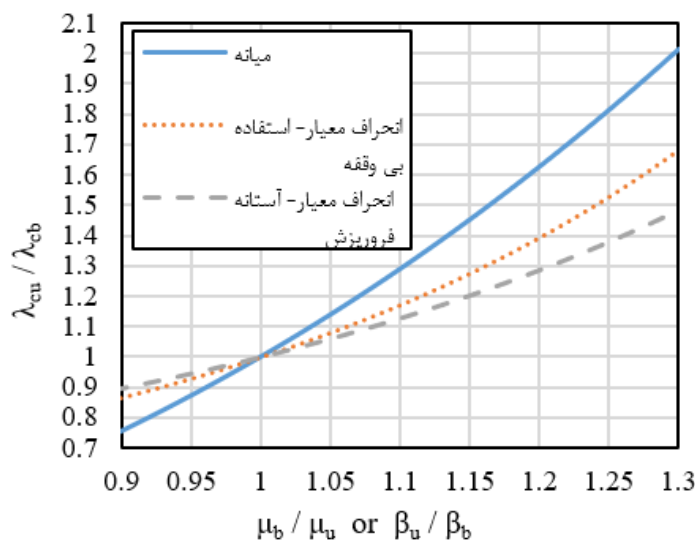 2.1
2
1.9
1.8
1.7
1.6
1.5
1.4
1.3
1.2
1.1
1
0.9
0.8
0.7
λcu / λcb
میانه
انحراف معیار- استفاده
بی وقفه
انحراف معیار- آستانه
فروریزش
0.9 0.95 1 1.05 1.1 1.15 1.2 1.25 1.3
μb / μu or βu / βb